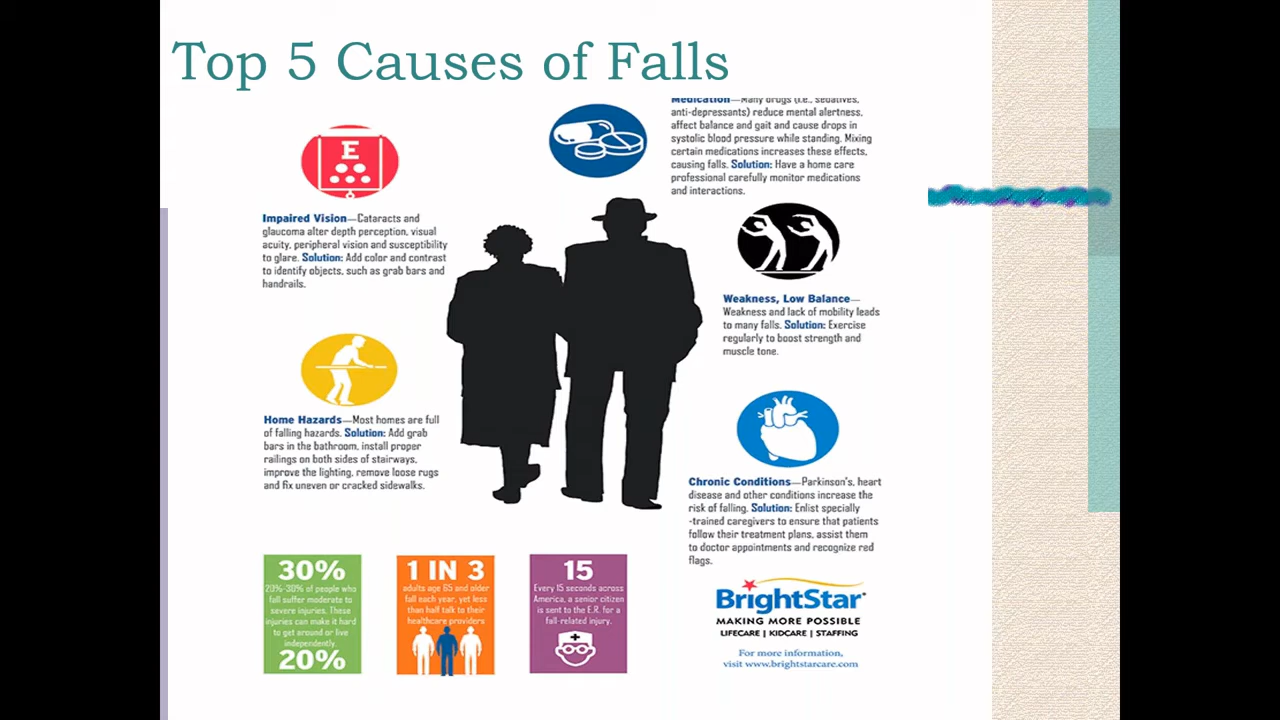 Top 5 Causes of Falls
Medication—Many drugs (i.e., sedatives,
anti-depressants) reduce mental alertness,
affect balance and gait and cause drops in
systolic blood pressure while standing. Mixing
certain medications increases these effects,
causing falls. Solution: Have a home care
professional carefully monitor medications
and interactions.
E
Impaired Vision—Cataracts and
glaucoma alter depth perception, visual
acuity, peripheral vision and susceptibility
to glare. Solution: Add color and contrast
to identify objects, such as grab bars and
handrails.
Weakness, Low Balance—
Weakness and lack of mobility leads
to many falls. Solution: Exercise
regularly to boost strength and
muscle tone.
Home Hazards—Most homes are full
of falling hazards. Solution: Add grab
bars in the bathroom, install proper
railings on both sides of stairways,
improve the lighting, remove loose rugs
and fix uneven or cracked sidewalks.
Chronic Conditions—Parkinson's, heart
disease and other conditions increase the
risk of falling. Solution: Enlist specially
-trained caregivers to ensure that patients
follow their treatment plans, assist them
to doctor appointments and recognize red
flags.
30%
23%-30% of people who
fall suffer moderate to
severe injuries. These
injuries can make it hard
to get around or live
independently.
20%
1 IN 3
adults age 65 and older
fall each year, yet less
than half talk to their
healthcare providers
15
Every 15 seconds across
America, a senior citizen
is sent to the E.R. for a
fall-related injury.
BrightStar
MAKING MORE POSSIBLE
LIFECARE | KIDCARE | STAFFING
For more information,
visit www.brightstarcare.com